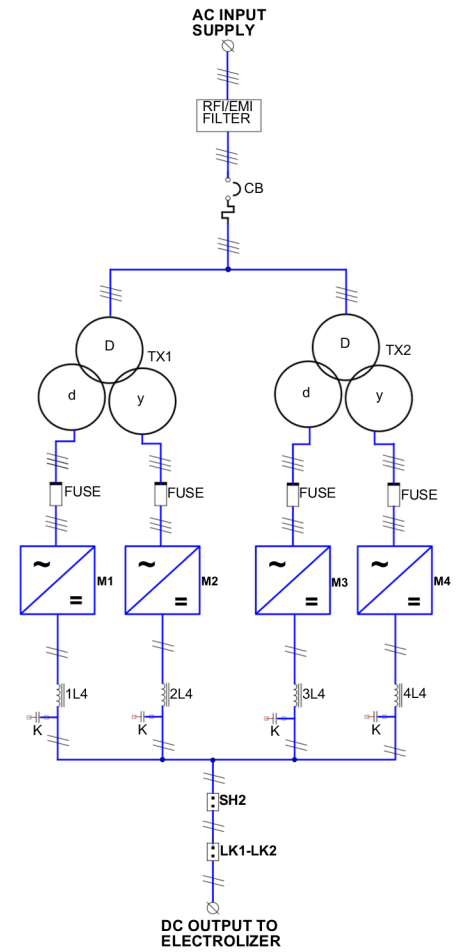 AC INPUT
SUPPLY
RFI/EMI
FILTER
CB
D
TX1
d
y
D
TX2
d
y
FUSE
FUSE
FUSE
FUSE
~
=
M1
~
=
M2
~
=
M3
~
=
M4
1L4
2L4
3L4
4L4
K
K
K
K
SH2
LK1-LK2
DC OUTPUT TO
ELECTROLIZER